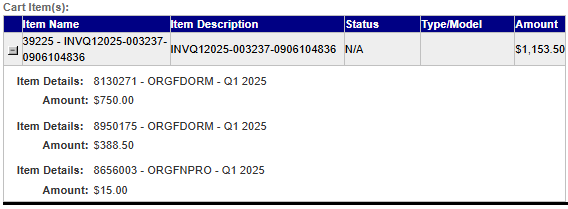 Cart Item(s):
Item Name Item Description Status Type/Model Amount
39225 - INVQ12025-003237-0906104836 INVQ12025-003237-0906104836 N/A $1,153.50
Item Details: 8130271 - ORGFDORM - Q1 2025
Amount: $750.00
Item Details: 8950175 - ORGFDORM - Q1 2025
Amount: $388.50
Item Details: 8656003 - ORGFNPRO - Q1 2025
Amount: $15.00